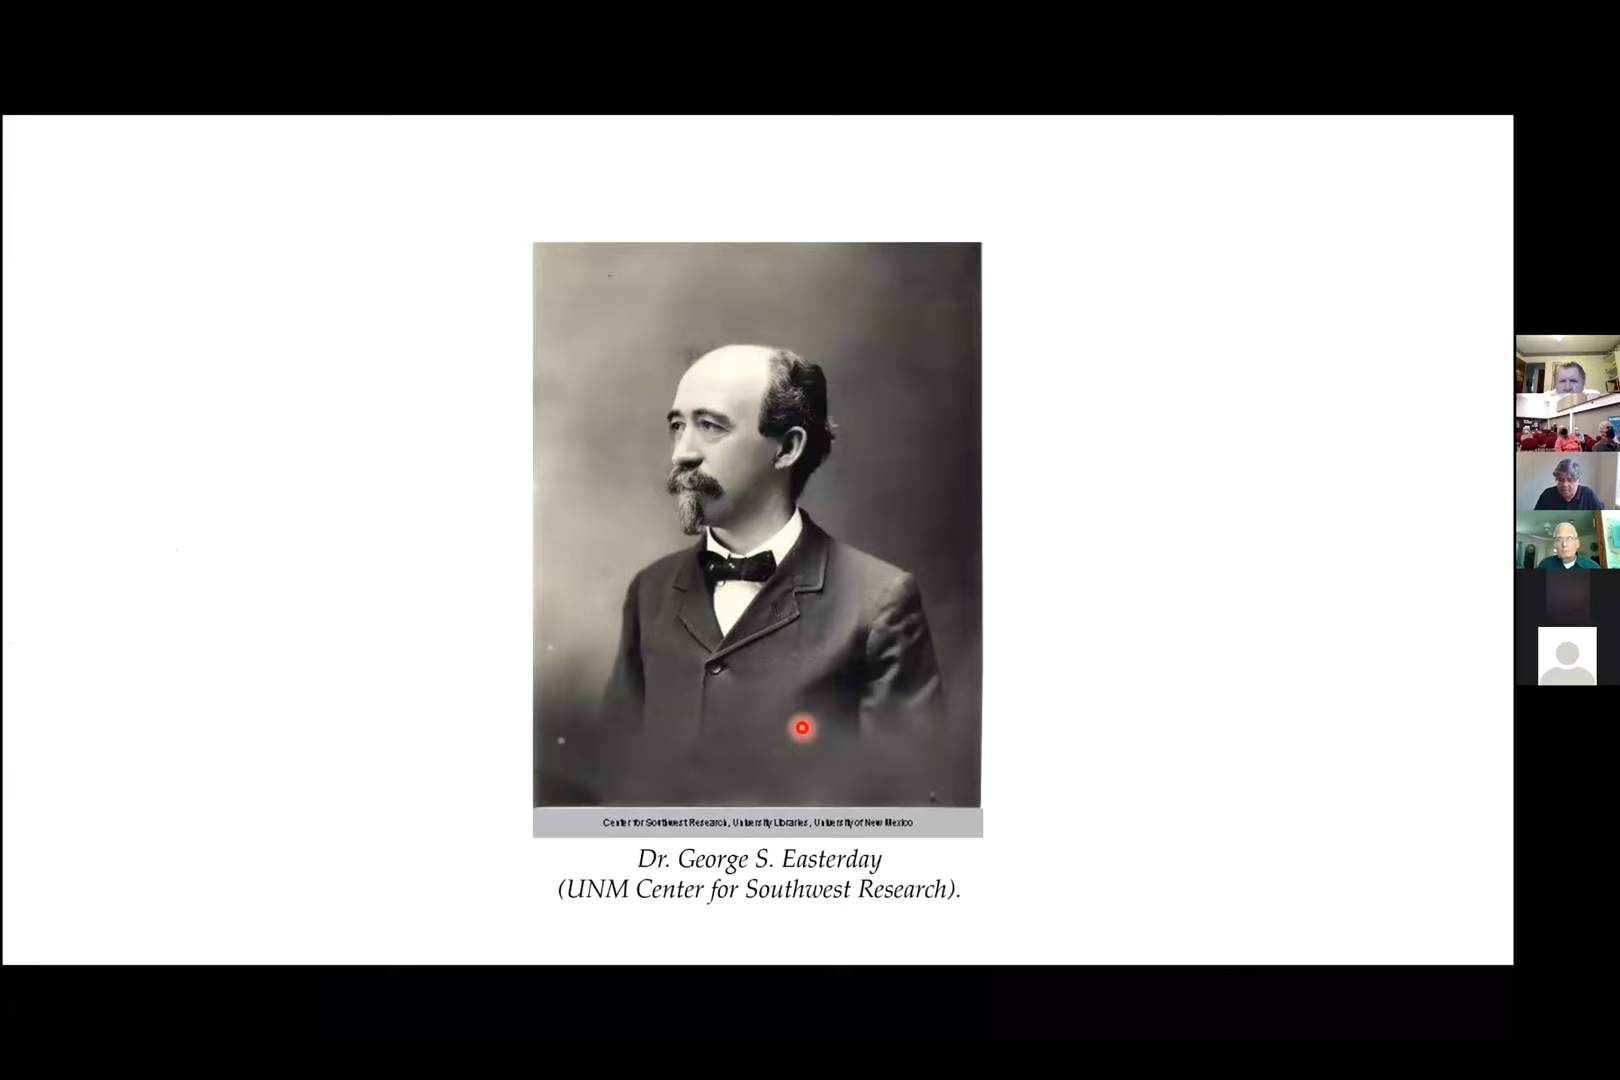 Center for Southwest Research, University Libraries, University of New Mexico
Dr. George S. Easterday
(UNM Center for Southwest Research).